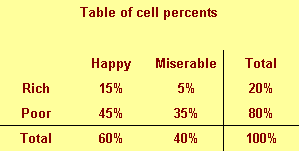 Table of cell percents
Happy Miserable Total
Rich 15% 5% 20%
Poor 45% 35% 80%
Total 60% 40% 100%